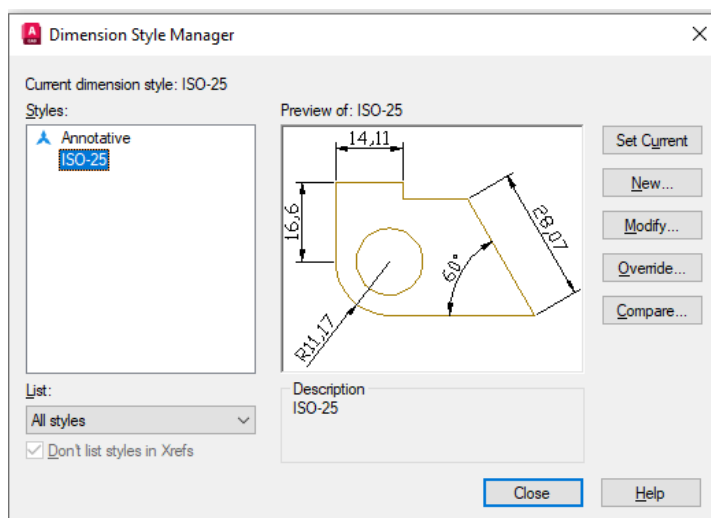 Dimension Style Manager
Current dimension style: ISO-25
Styles:
Annotative
ISO-25
Preview of: ISO-25
14,11
16,6
28,07
60°
R11,17
Set Current
New...
Modify...
Override...
Compare...
List:
All styles
Don't list styles in Xrefs
Description
ISO-25
Close
Help